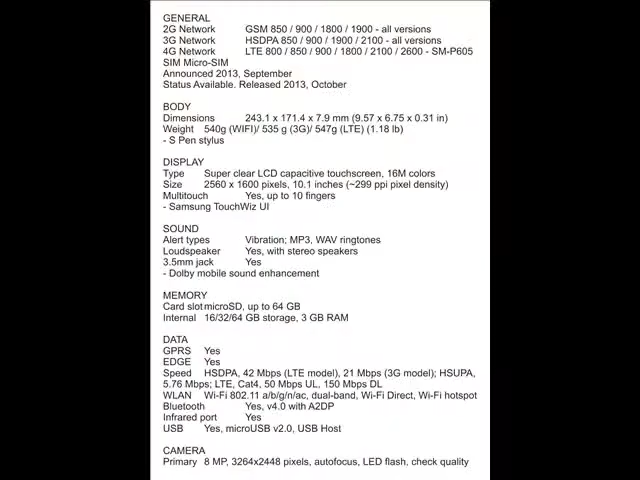 GENERAL
2G Network GSM 850 / 900 / 1800 / 1900 - all versions
3G Network HSDPA 850 / 900 / 1900 / 2100 - all versions
4G Network LTE 800 / 850 / 900 / 1800 / 2100 / 2600 - SM-P605
SIM Micro-SIM
Announced 2013, September
Status Available. Released 2013, October
BODY
Dimensions 243.1 x 171.4 x 7.9 mm (9.57 x 6.75 x 0.31 in)
Weight 540g (WIFI)/ 535 g (3G)/ 547g (LTE) (1.18 lb)
- S Pen stylus
DISPLAY
Type Super clear LCD capacitive touchscreen, 16M colors
Size 2560 x 1600 pixels, 10.1 inches (~299 ppi pixel density)
Multitouch Yes, up to 10 fingers
- Samsung TouchWiz UI
SOUND
Alert types Vibration; MP3, WAV ringtones
Loudspeaker Yes, with stereo speakers
3.5mm jack Yes
- Dolby mobile sound enhancement
MEMORY
Card slot microSD, up to 64 GB
Internal 16/32/64 GB storage, 3 GB RAM
DATA
GPRS Yes
EDGE Yes
Speed HSDPA, 42 Mbps (LTE model), 21 Mbps (3G model); HSUPA,
5.76 Mbps; LTE, Cat4, 50 Mbps UL, 150 Mbps DL
WLAN Wi-Fi 802.11 a/b/g/n/ac, dual-band, Wi-Fi Direct, Wi-Fi hotspot
Bluetooth Yes, v4.0 with A2DP
Infrared port Yes
USB Yes, microUSB v2.0, USB Host
CAMERA
Primary 8 MP, 3264x2448 pixels, autofocus, LED flash, check quality